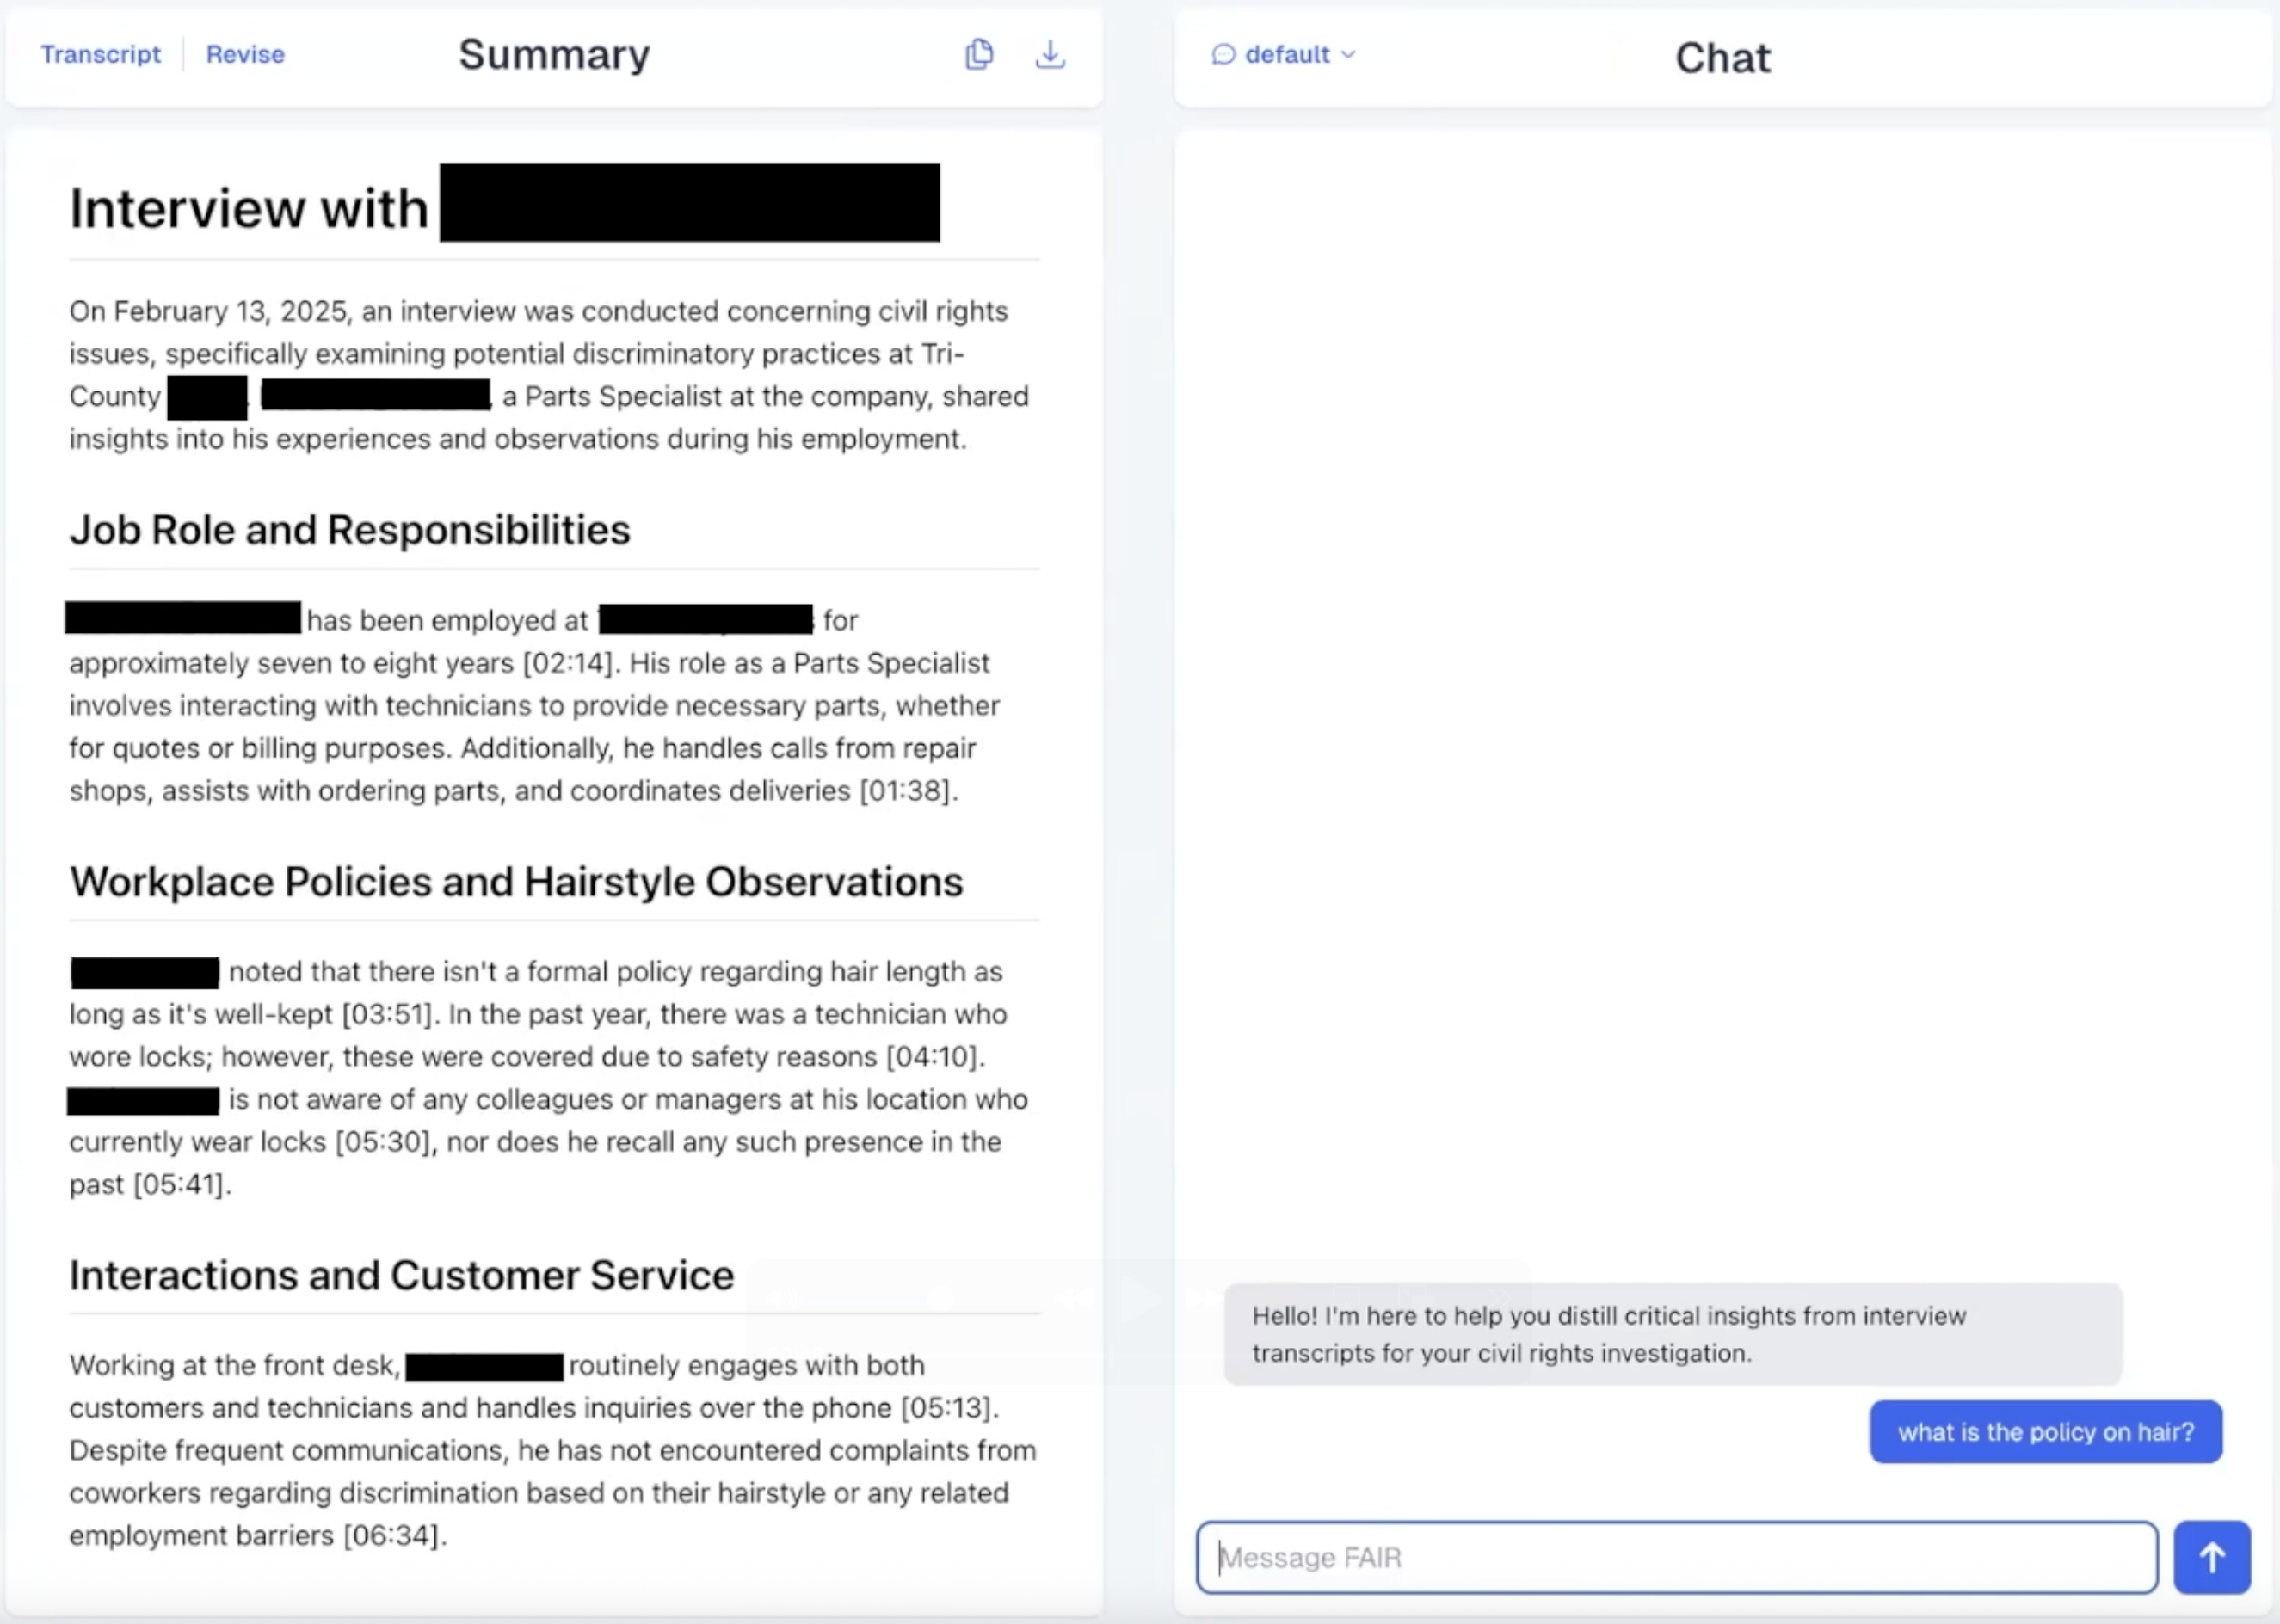 Transcript
Revise
Summary
Interview with
On February 13, 2025, an interview was conducted concerning civil rights
issues, specifically examining potential discriminatory practices at Tri-
County , a Parts Specialist at the company, shared
insights into his experiences and observations during his employment.
Job Role and Responsibilities
has been employed at for
approximately seven to eight years [02:14]. His role as a Parts Specialist
involves interacting with technicians to provide necessary parts, whether
for quotes or billing purposes. Additionally, he handles calls from repair
shops, assists with ordering parts, and coordinates deliveries [01:38].
Workplace Policies and Hairstyle Observations
noted that there isn't a formal policy regarding hair length as
long as it's well-kept [03:51]. In the past year, there was a technician who
wore locks; however, these were covered due to safety reasons [04:10].
is not aware of any colleagues or managers at his location who
currently wear locks [05:30], nor does he recall any such presence in the
past [05:41].
Interactions and Customer Service
Working at the front desk, routinely engages with both
customers and technicians and handles inquiries over the phone [05:13].
Despite frequent communications, he has not encountered complaints from
coworkers regarding discrimination based on their hairstyle or any related
employment barriers [06:34].
default
Chat
Hello! I'm here to help you distill critical insights from interview
transcripts for your civil rights investigation.
what is the policy on hair?
Message FAIR